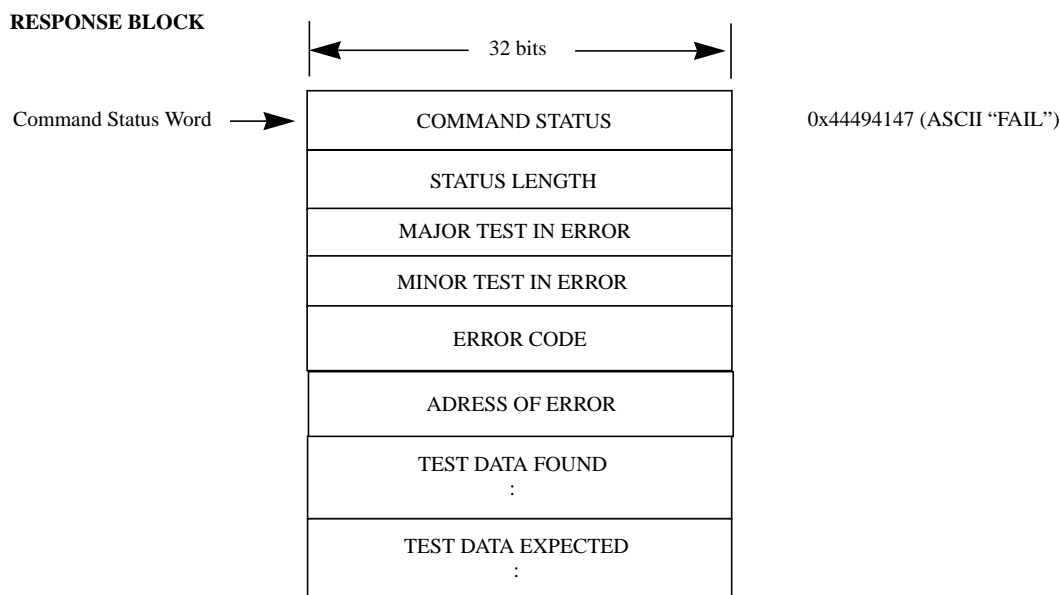 RESPONSE BLOCK
32 bits
Command Status Word
COMMAND STATUS
0x44494147 (ASCII “FAIL”)
STATUS LENGTH
MAJOR TEST IN ERROR
MINOR TEST IN ERROR
ERROR CODE
ADRESS OF ERROR
TEST DATA FOUND
:
TEST DATA EXPECTED
: